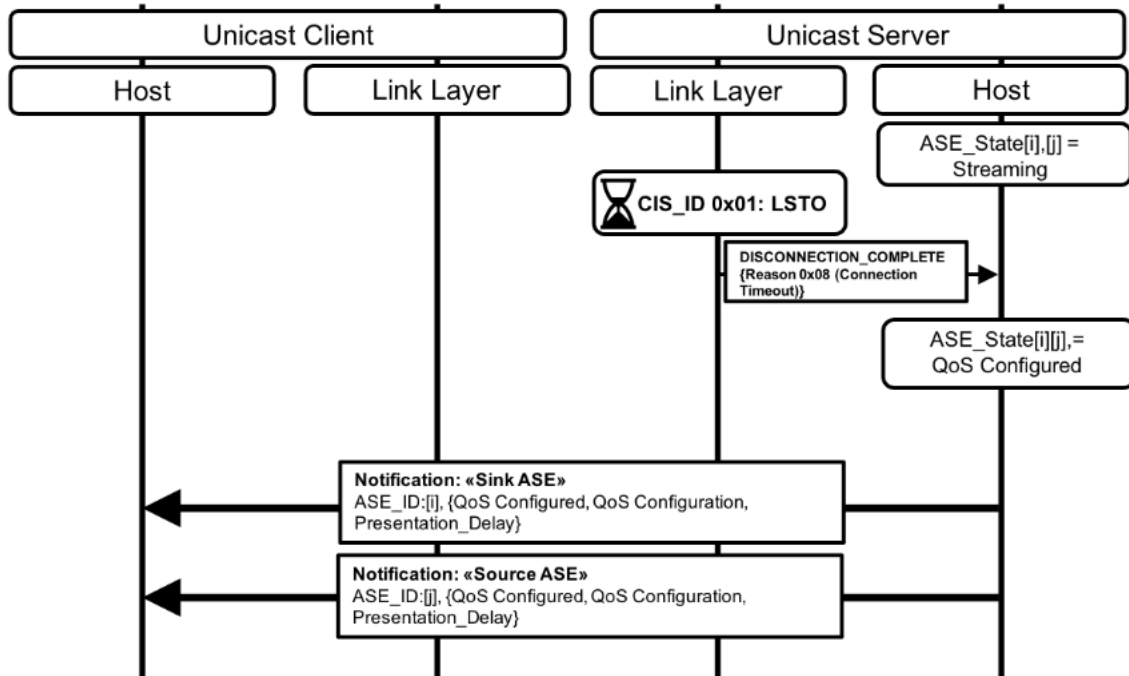 Unicast Client
Unicast Server
Host
Link Layer
Link Layer
Host
ASE_State[i],[j] =
Streaming
CIS_ID 0x01: LSTO
DISCONNECTION_COMPLETE
{Reason 0x08 (Connection
Timeout)}
ASE_State[i][j],=
QoS Configured
Notification: «Sink ASE»
ASE_ID:[i], {QoS Configured, QoS Configuration,
Presentation_Delay}
Notification: «Source ASE»
ASE_ID:[j], {QoS Configured, QoS Configuration,
Presentation_Delay}